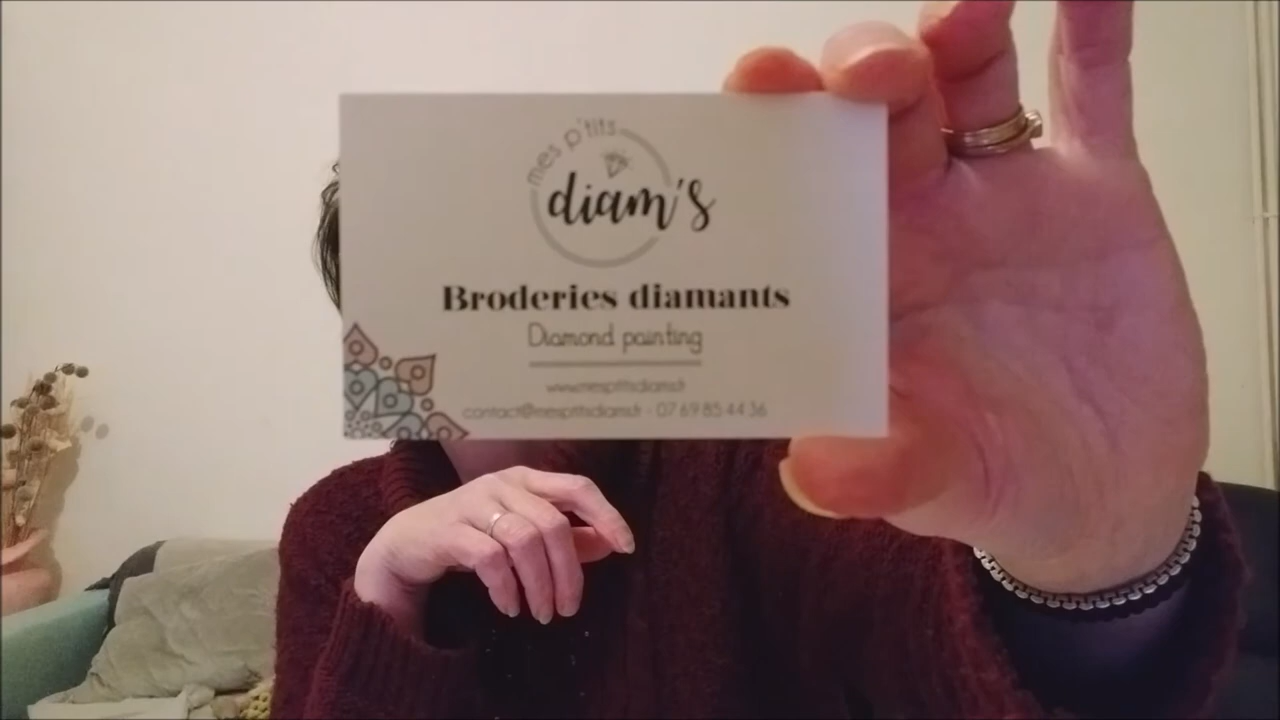 mes p'tits
diam's
Broderies diamants
Diamond painting
www.mesptitsdiams.fr
contact@mesptitsdiams.fr - 07 69 85 44 36